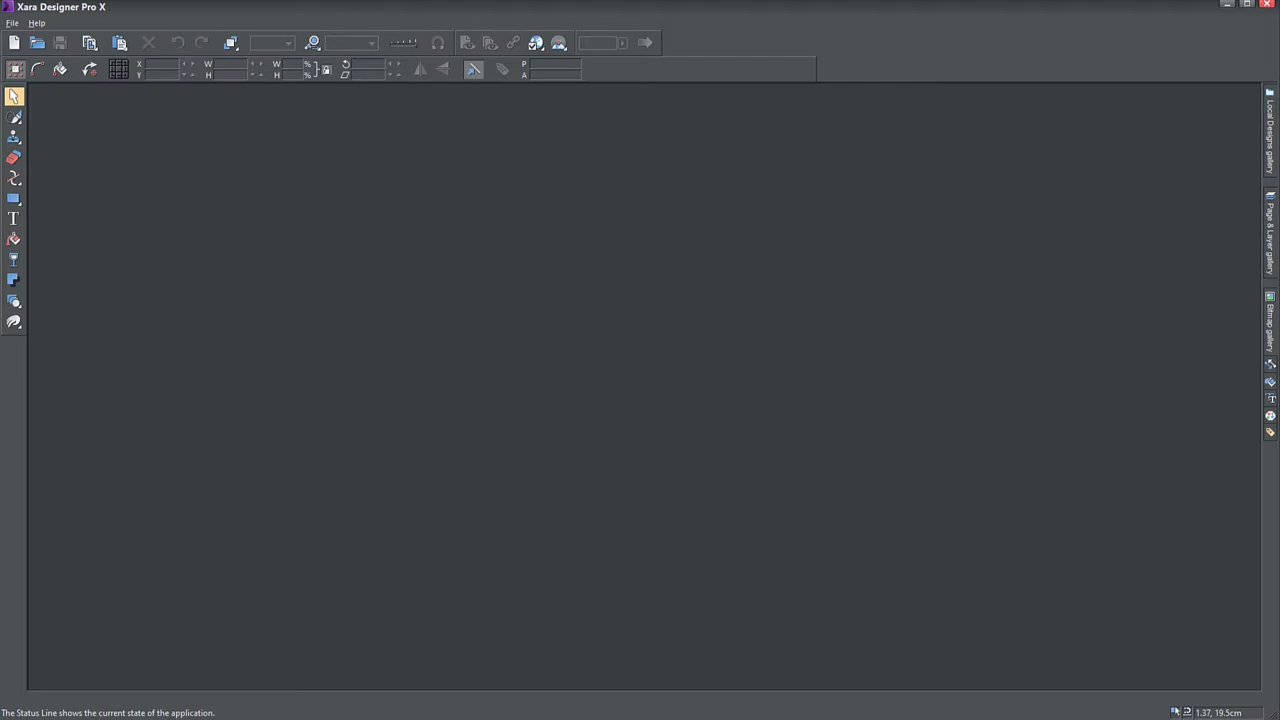 Xara Designer Pro X
File Help
X W W %
Y H H %
P
A
T
Local Designs gallery
Page & Layer gallery
Bitmap gallery
The Status Line shows the current state of the application.
1.37, 19.5cm